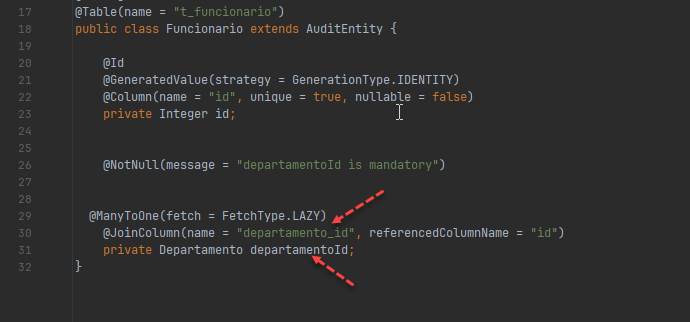 17 @Table(name = "t_funcionario")
18 public class Funcionario extends AuditEntity {
19
20 @Id
21 @GeneratedValue(strategy = GenerationType.IDENTITY)
22 @Column(name = "id", unique = true, nullable = false)
23 private Integer id;
24
25
26 @NotNull(message = "departamentoId is mandatory")
27
28
29 @ManyToOne(fetch = FetchType.LAZY)
30 @JoinColumn(name = "departamento_id", referencedColumnName = "id")
31 private Departamento departamentoId;
32 }